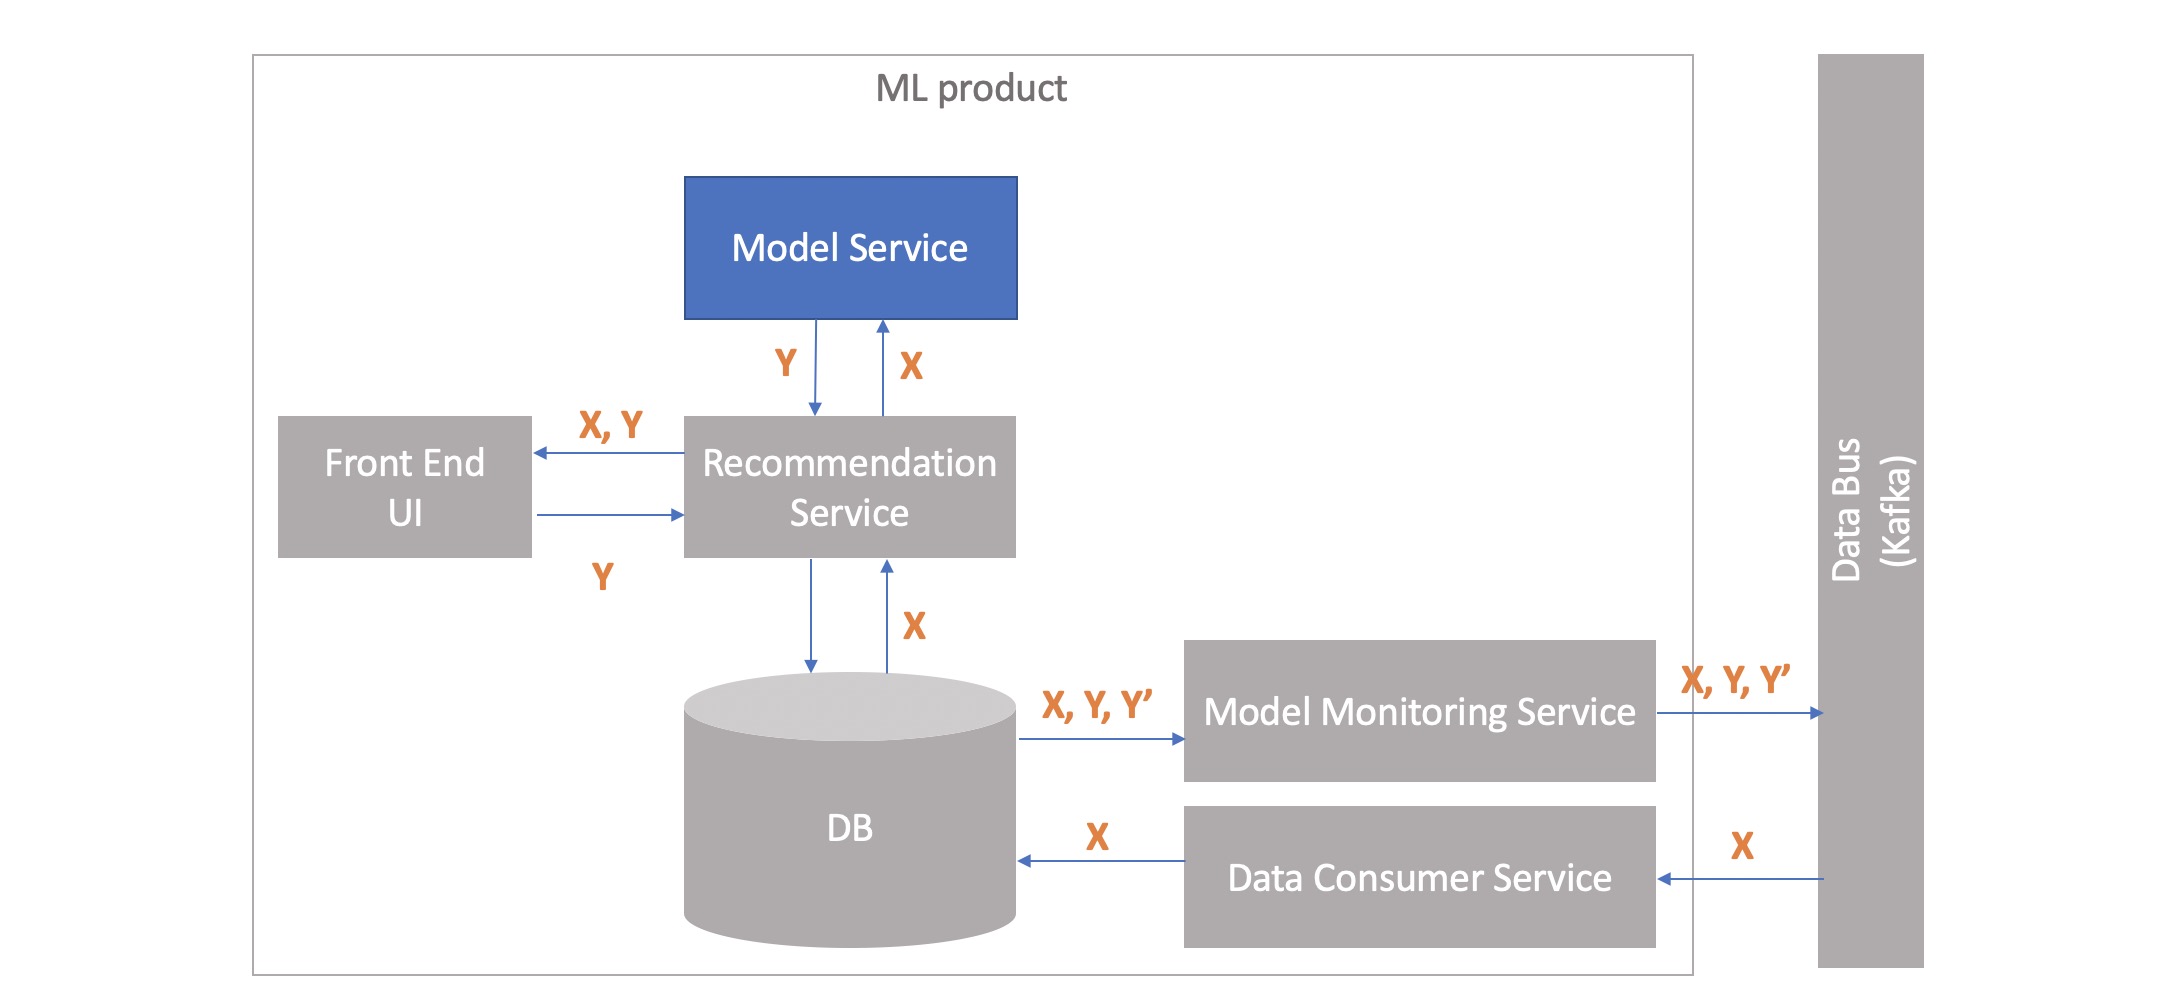 ML product
Model Service
Y
X
X, Y
Front End
UI
Recommendation
Service
Y
X
X, Y, Y’
Model Monitoring Service
X, Y, Y’
DB
X
Data Consumer Service
X
Data Bus
(Kafka)